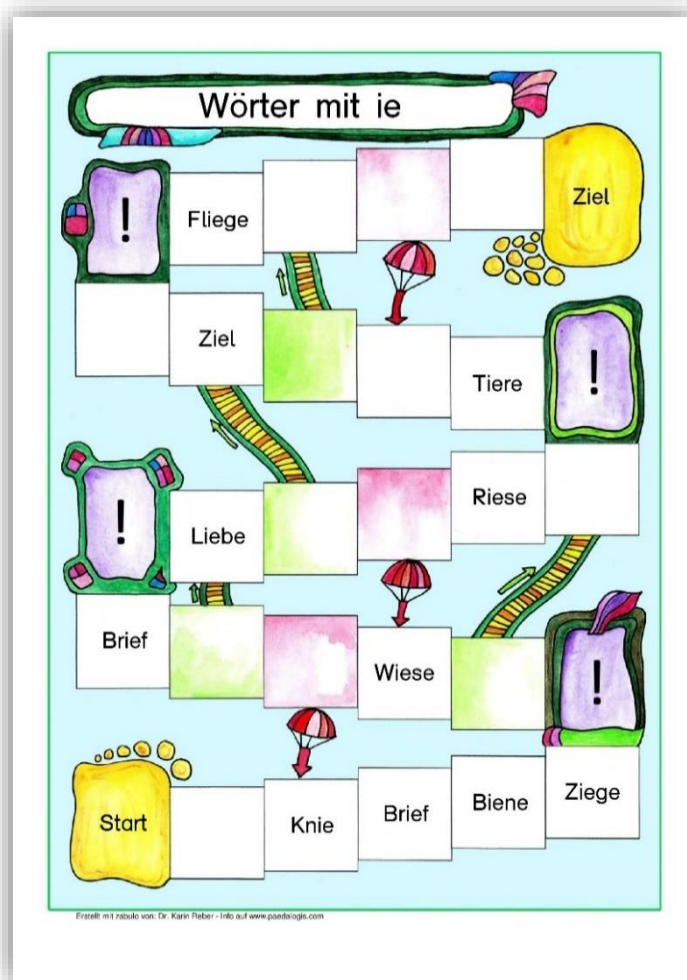 Wörter mit ie
! Fliege Ziel
Ziel Tiere !
! Liebe Riese
Brief Wiese !
Start Knie Brief Biene Ziege
Erstellt mit zabulo von: Dr. Karin Reber - Info auf www.paedalogis.com